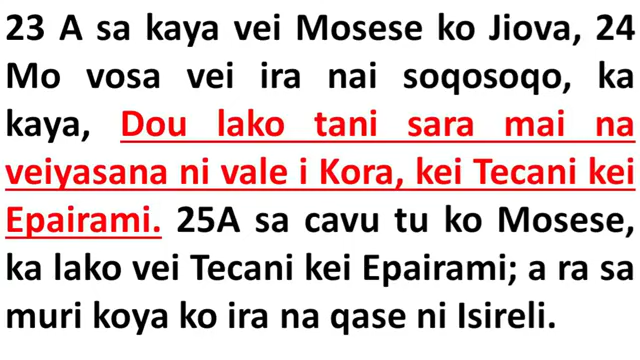 23 A sa kaya vei Mosese ko Jiova, 24
Mo vosa vei ira nai soqosoqo, ka
kaya, Dou lako tani sara mai na
veiyasana ni vale i Kora, kei Tecani kei
Epairami. 25A sa cavu tu ko Mosese,
ka lako vei Tecani kei Epairami; a ra sa
muri koya ko ira na qase ni Isireli.